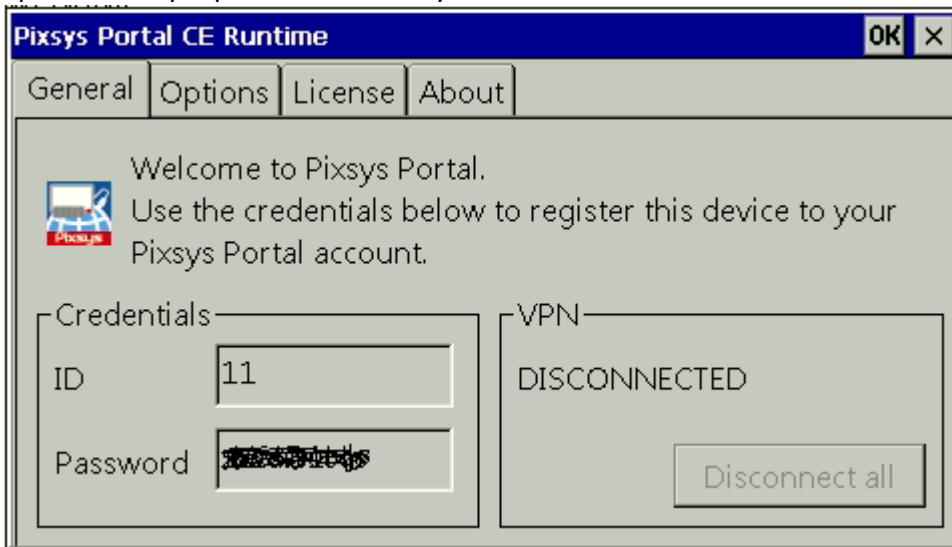 Pixsys Portal CE Runtime
OK ×
General Options License About
Welcome to Pixsys Portal.
Use the credentials below to register this device to your
Pixsys Portal account.
Pixsys
Credentials
ID 11
Password
VPN
DISCONNECTED
Disconnect all